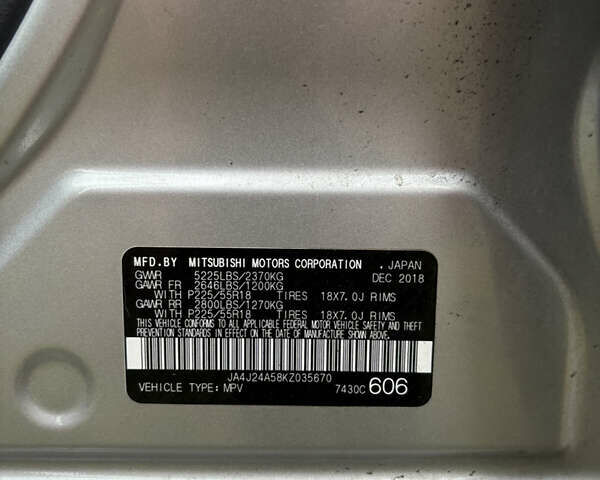 MFD.BY MITSUBISHI MOTORS CORPORATION , JAPAN
GVWR 5225LBS/2370KG DEC 2018
GAWR FR 2646LBS/1200KG
WITH P225/55R18 TIRES 18X7.0J RIMS
GAWR RR 2800LBS/1270KG
WITH P225/55R18 TIRES 18X7.0J RIMS
THIS VEHICLE CONFORMS TO ALL APPLICABLE FEDERAL MOTOR VEHICLE SAFETY AND THEFT
PREVENTION STANDARDS IN EFFECT ON THE DATE OF MANUFACTURE SHOWN ABOVE.
JA4J24A58KZ035670
VEHICLE TYPE: MPV 7430C 606